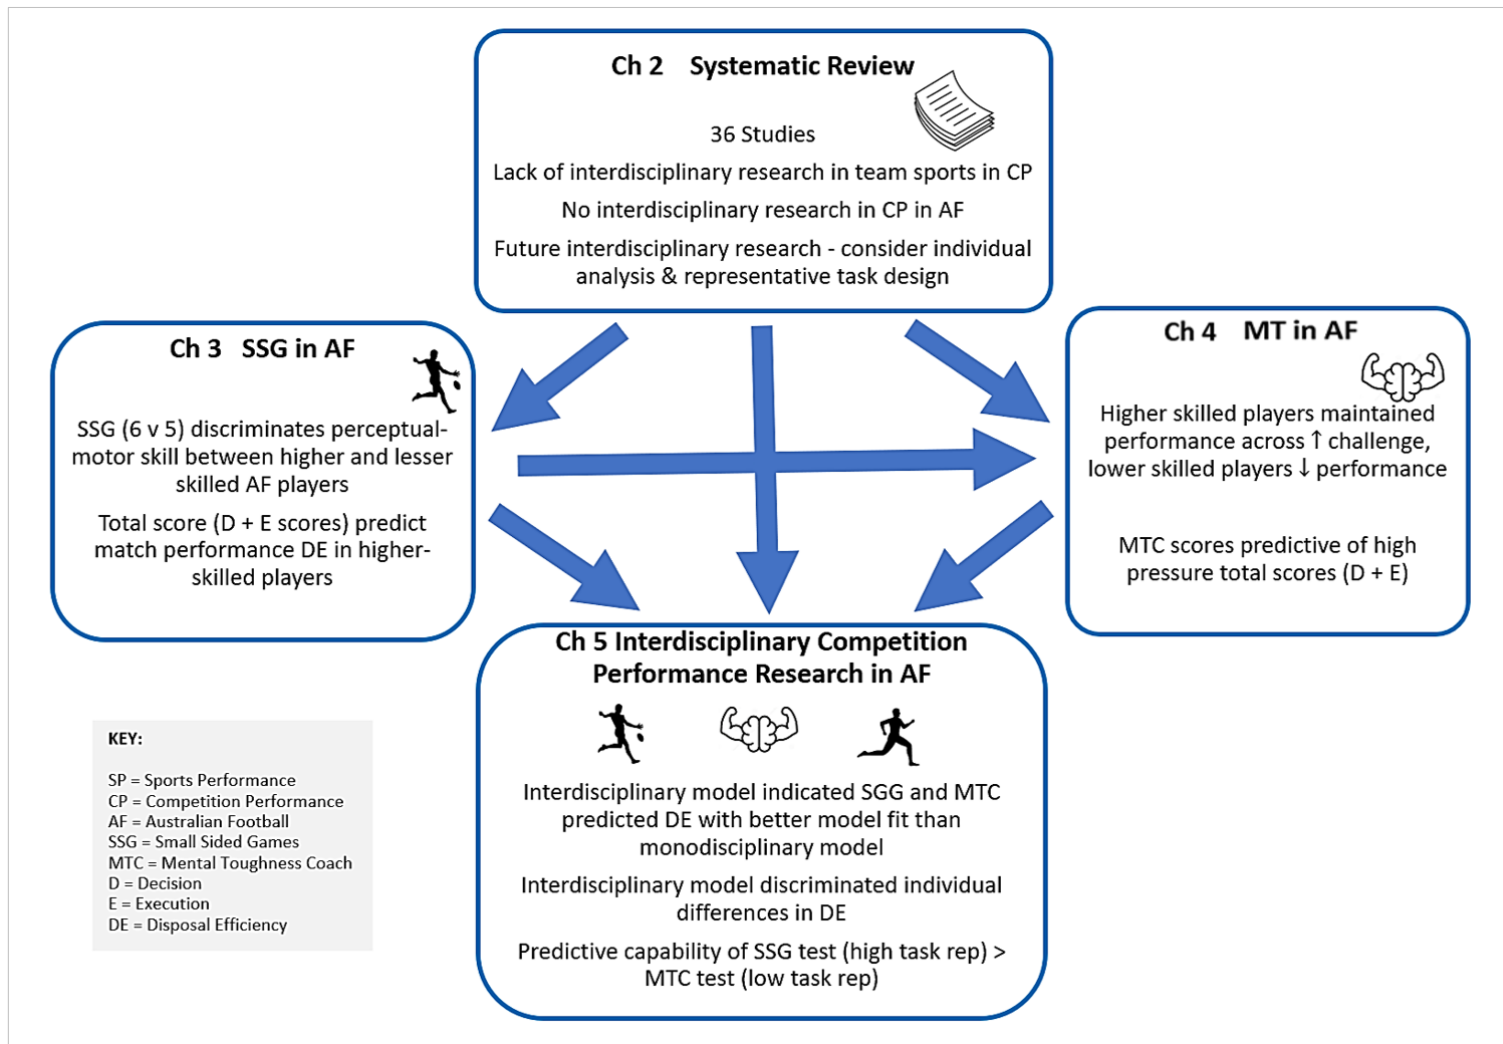 Ch 2 Systematic Review
36 Studies
Lack of interdisciplinary research in team sports in CP
No interdisciplinary research in CP in AF
Future interdisciplinary research - consider individual
analysis & representative task design
Ch 3 SSG in AF
SSG (6 v 5) discriminates perceptual-
motor skill between higher and lesser
skilled AF players
Total score (D + E scores) predict
match performance DE in higher-
skilled players
Ch 4 MT in AF
Higher skilled players maintained
performance across ↑ challenge,
lower skilled players ↓ performance
MTC scores predictive of high
pressure total scores (D + E)
Ch 5 Interdisciplinary Competition
Performance Research in AF
Interdisciplinary model indicated SGG and MTC
predicted DE with better model fit than
monodisciplinary model
Interdisciplinary model discriminated individual
differences in DE
Predictive capability of SSG test (high task rep) >
MTC test (low task rep)
KEY:
SP = Sports Performance
CP = Competition Performance
AF = Australian Football
SSG = Small Sided Games
MTC = Mental Toughness Coach
D = Decision
E = Execution
DE = Disposal Efficiency